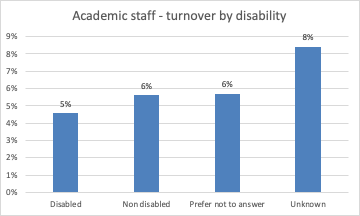 Academic staff - turnover by disability
9%
8%
7%
6%
5%
4%
3%
2%
1%
0%
5%
6%
6%
8%
Disabled
Non disabled
Prefer not to answer
Unknown